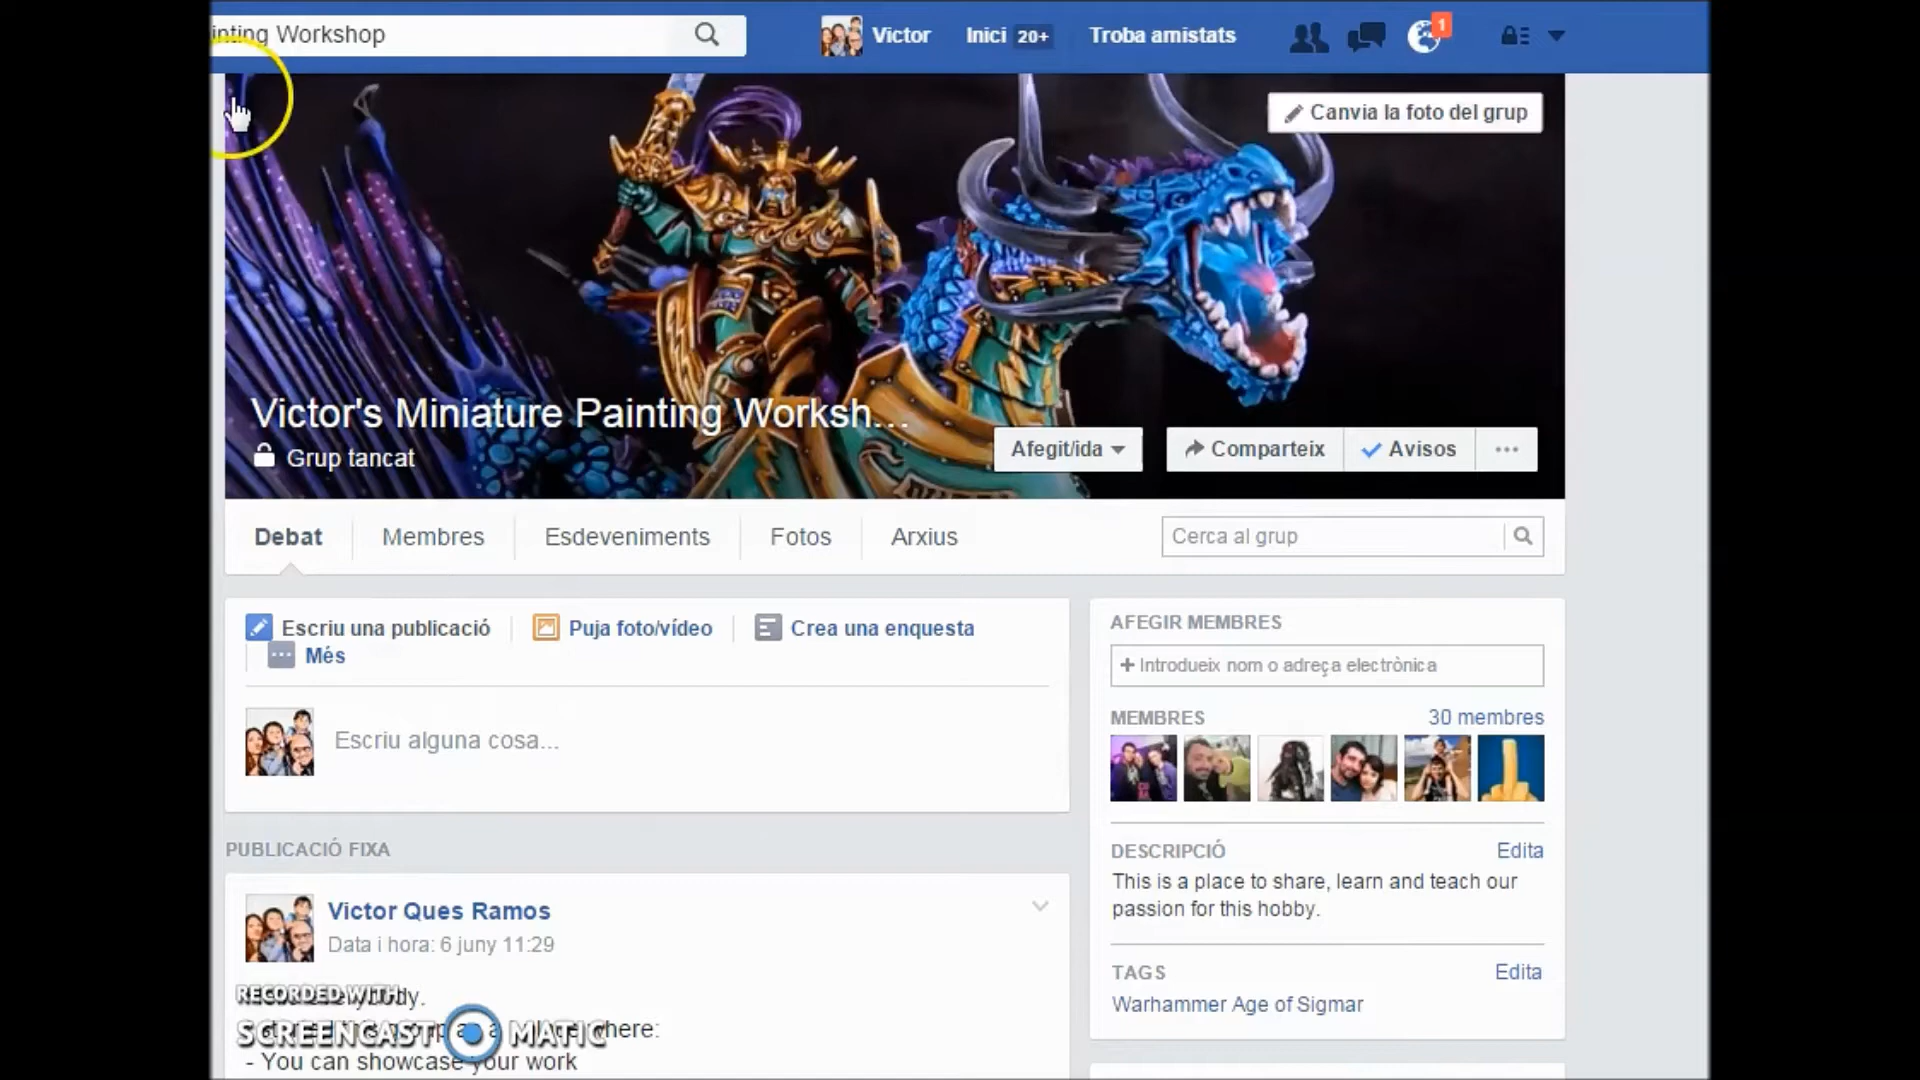 inting Workshop
Victor
Inici 20+
Troba amistats
1
Canvia la foto del grup
Victor's Miniature Painting Worksh...
Grup tancat
Afegit/ida
Comparteix
Avisos
Debat
Membres
Esdeveniments
Fotos
Arxius
Cerca al grup
Escriu una publicació
Puja foto/vídeo
Crea una enquesta
Més
Escriu alguna cosa...
PUBLICACIÓ FIXA
Victor Ques Ramos
Data i hora: 6 juny 11:29
RECORDED WITH
SCREENCAST MATIC
where:
- You can showcase your work
AFEGIR MEMBRES
+ Introdueix nom o adreça electrònica
MEMBRES
30 membres
DESCRIPCIÓ
Edita
This is a place to share, learn and teach our
passion for this hobby.
TAGS
Edita
Warhammer Age of Sigmar